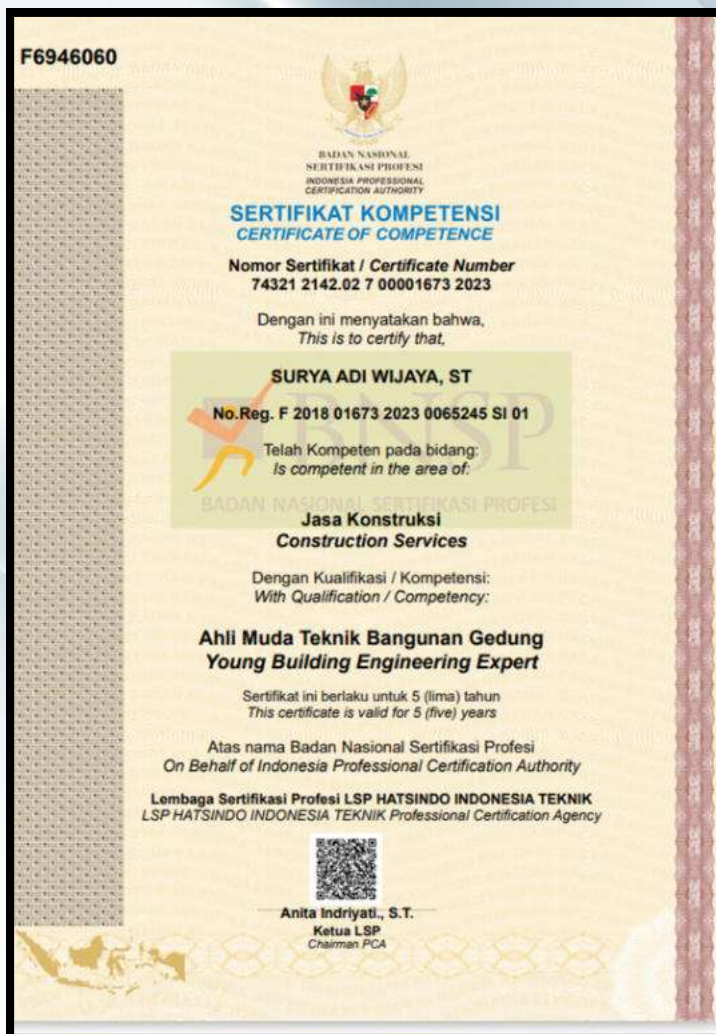 F6946060
BADAN NASIONAL
SERTIFIKASI PROFESI
INDONESIA PROFESSIONAL
CERTIFICATION AUTHORITY
SERTIFIKAT KOMPETENSI
CERTIFICATE OF COMPETENCE
Nomor Sertifikat / Certificate Number
74321 2142.02 7 00001673 2023
Dengan ini menyatakan bahwa,
This is to certify that,
SURYA ADI WIJAYA, ST
No.Reg. F 2018 01673 2023 0065245 SI 01
BNSP
Telah Kompeten pada bidang:
Is competent in the area of:
BADAN NASIONAL SERTIFIKASI PROFESI
Jasa Konstruksi
Construction Services
Dengan Kualifikasi / Kompetensi:
With Qualification / Competency:
Ahli Muda Teknik Bangunan Gedung
Young Building Engineering Expert
Sertifikat ini berlaku untuk 5 (lima) tahun
This certificate is valid for 5 (five) years
Atas nama Badan Nasional Sertifikasi Profesi
On Behalf of Indonesia Professional Certification Authority
Lembaga Sertifikasi Profesi LSP HATSINDO INDONESIA TEKNIK
LSP HATSINDO INDONESIA TEKNIK Professional Certification Agency
Anita Indriyati., S.T.
Ketua LSP
Chairman PCA